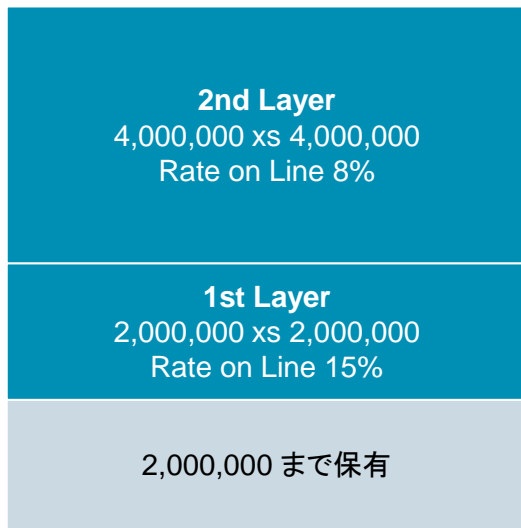 2nd Layer
4,000,000 xs 4,000,000
Rate on Line 8%
1st Layer
2,000,000 xs 2,000,000
Rate on Line 15%
2,000,000 まで保有